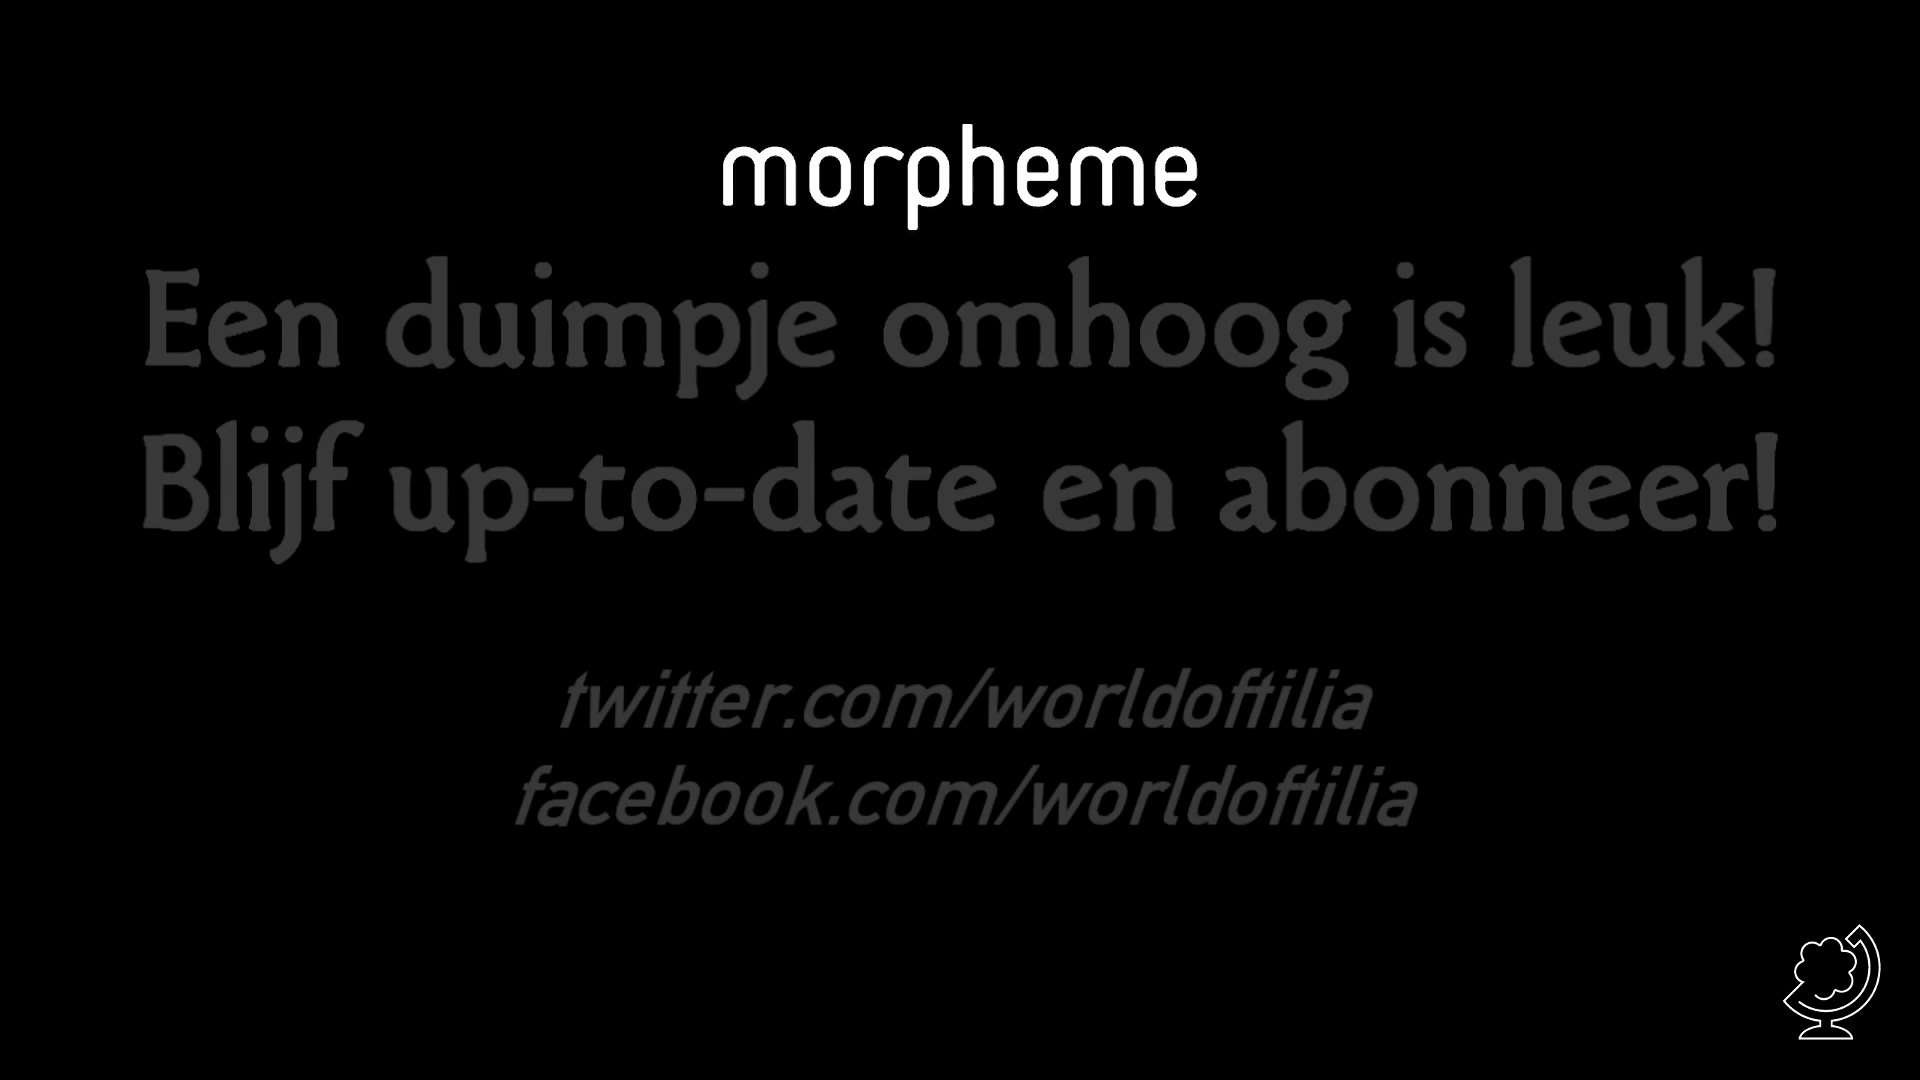 morpheme
Een duimpje omhoog is leuk!
Blijf up-to-date en abonneer!
twitter.com/worldoftilia
facebook.com/worldoftilia